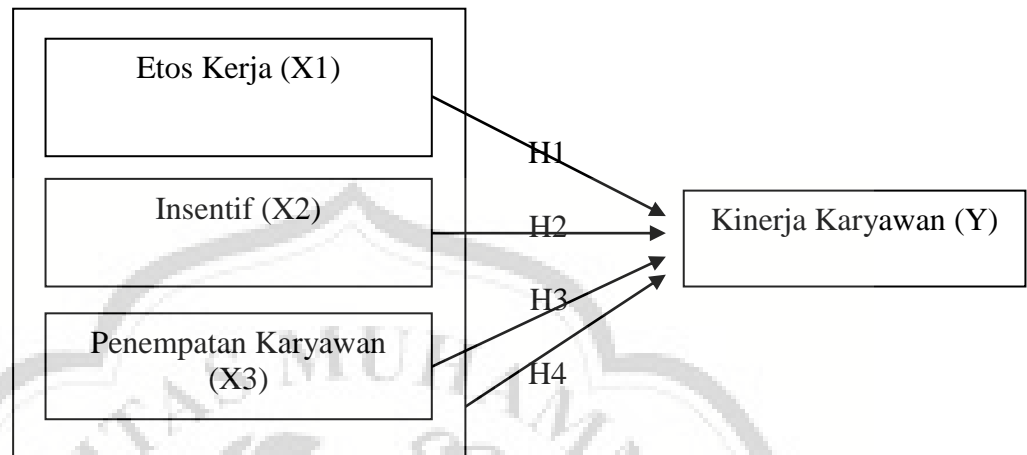 Etos Kerja (X1)
H1
Insentif (X2)
H2
Kinerja Karyawan (Y)
H3
Penempatan Karyawan
(X3)
H4